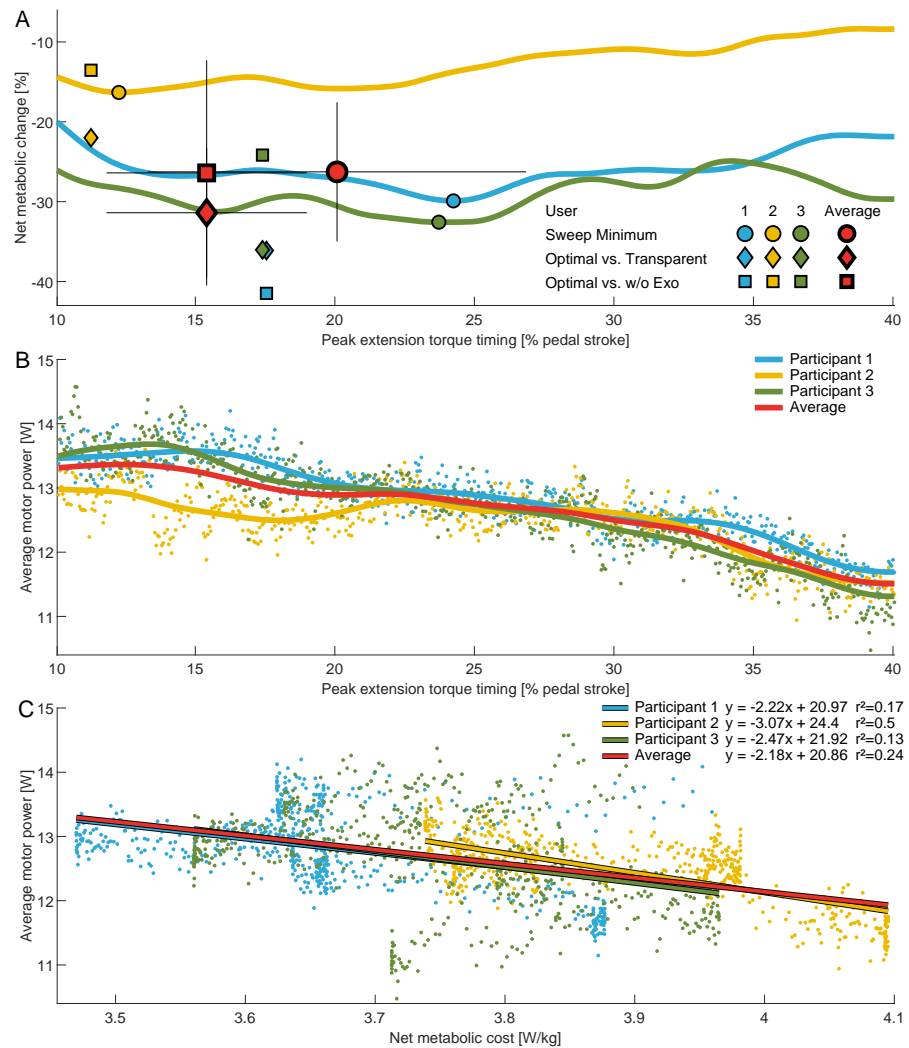 A
-10
-20
-30
-40
Net metabolic change [%]
User 1 2 3 Average
Sweep Minimum
Optimal vs. Transparent
Optimal vs. w/o Exo
10 15 20 25 30 35 40
Peak extension torque timing [% pedal stroke]
B
15
14
13
12
11
Average motor power [W]
Participant 1
Participant 2
Participant 3
Average
10 15 20 25 30 35 40
Peak extension torque timing [% pedal stroke]
C
15
14
13
12
11
Average motor power [W]
Participant 1 y = -2.22x + 20.97 r²=0.17
Participant 2 y = -3.07x + 24.4 r²=0.5
Participant 3 y = -2.47x + 21.92 r²=0.13
Average y = -2.18x + 20.86 r²=0.24
3.5 3.6 3.7 3.8 3.9 4 4.1
Net metabolic cost [W/kg]